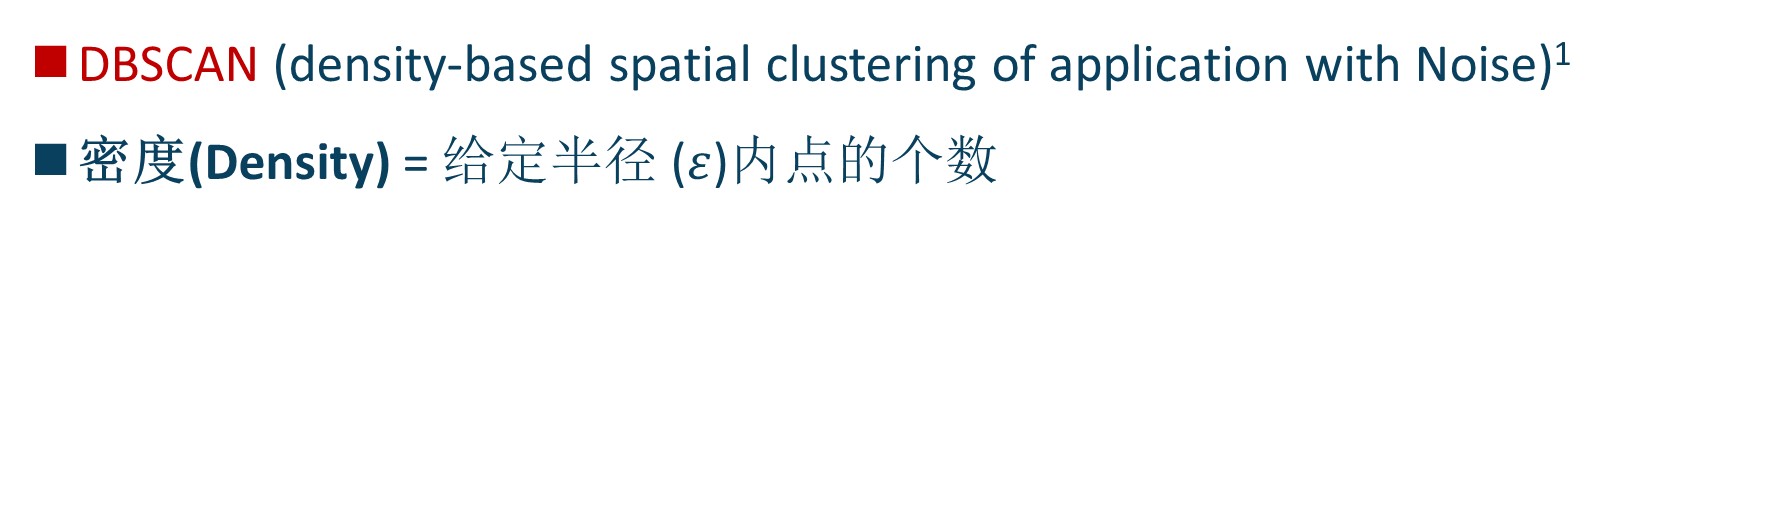 ■ DBSCAN (density-based spatial clustering of application with Noise)¹
■ 密度(Density) = 给定半径 (ε)内点的个数